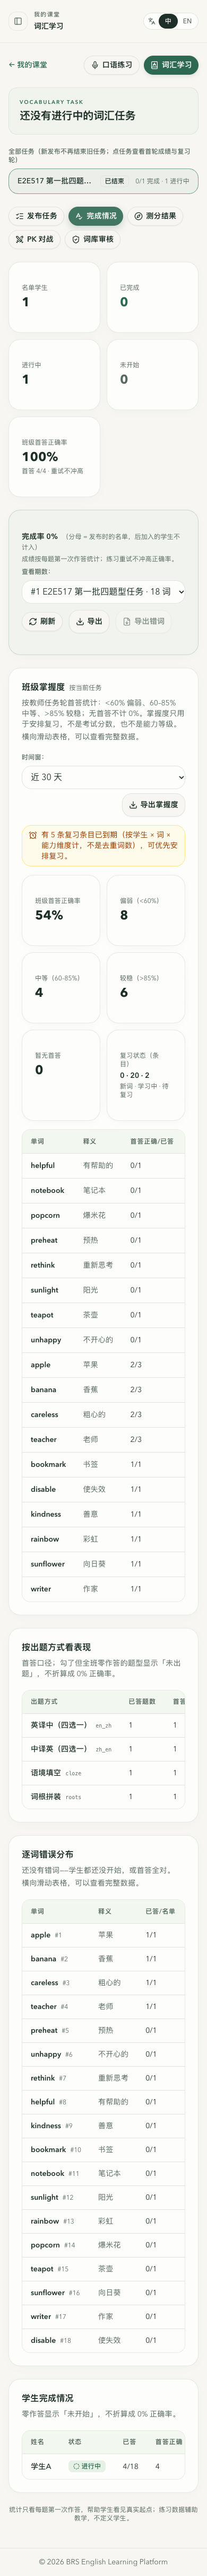 我的课堂
词汇学习
中 EN
← 我的课堂
口语练习
词汇学习
VOCABULARY TASK
还没有进行中的词汇任务
全部任务（新发布不再结束旧任务；点任务查看首轮成绩与复习轮）
E2E517 第一批四题... 已结束 0/1 完成 · 1 进行中
发布任务
完成情况
测分结果
PK 对战
词库审核
名单学生
1
已完成
0
进行中
1
未开始
0
班级首答正确率
100%
首答 4/4 · 重试不冲高
完成率 0% （分母 = 发布时的名单，后加入的学生不计入）
成绩按每题第一次作答统计；练习重试不冲高正确率。
查看期数：
#1 E2E517 第一批四题型任务 · 18 词
刷新
导出
导出错词
班级掌握度 按当前任务
按教师任务轮首答统计：<60% 偏弱、60–85% 中等、>85% 较稳；无首答不计 0%。掌握度只用于安排复习，不是考试分数，也不是能力等级。
横向滑动表格，可以查看完整数据。
时间窗：
近 30 天
导出掌握度
有 5 条复习条目已到期（按学生 × 词 × 能力维度计，不是去重词数），可优先安排复习。
班级首答正确率
54%
偏弱（<60%）
8
中等（60–85%）
4
较稳（>85%）
6
暂无首答
0
复习状态（条目）
0 · 20 · 2
新词 · 学习中 · 待复习
单词 释义 首答正确/已答
helpful 有帮助的 0/1
notebook 笔记本 0/1
popcorn 爆米花 0/1
preheat 预热 0/1
rethink 重新思考 0/1
sunlight 阳光 0/1
teapot 茶壶 0/1
unhappy 不开心的 0/1
apple 苹果 2/3
banana 香蕉 2/3
careless 粗心的 2/3
teacher 老师 2/3
bookmark 书签 1/1
disable 使失效 1/1
kindness 善意 1/1
rainbow 彩虹 1/1
sunflower 向日葵 1/1
writer 作家 1/1
按出题方式看表现
首答口径；勾了但全班零作答的题型显示「未出题」，不折算成 0% 正确率。
出题方式 已答题数 首答
英译中（四选一） en_zh 1 1
中译英（四选一） zh_en 1 1
语境填空 cloze 1 1
词根拼装 roots 1 1
逐词错误分布
还没有错词——学生都还没开始，或首答全对。
横向滑动表格，可以查看完整数据。
单词 释义 已答/名单
apple #1 苹果 1/1
banana #2 香蕉 1/1
careless #3 粗心的 1/1
teacher #4 老师 1/1
preheat #5 预热 0/1
unhappy #6 不开心的 0/1
rethink #7 重新思考 0/1
helpful #8 有帮助的 0/1
kindness #9 善意 0/1
bookmark #10 书签 0/1
notebook #11 笔记本 0/1
sunlight #12 阳光 0/1
rainbow #13 彩虹 0/1
popcorn #14 爆米花 0/1
teapot #15 茶壶 0/1
sunflower #16 向日葵 0/1
writer #17 作家 0/1
disable #18 使失效 0/1
学生完成情况
零作答显示「未开始」，不折算成 0% 正确率。
姓名 状态 已答 首答正确
学生A 进行中 4/18 4
统计只看每题第一次作答，帮助学生看见真实起点；练习数据辅助教学，不定义学生。
© 2026 BRS English Learning Platform